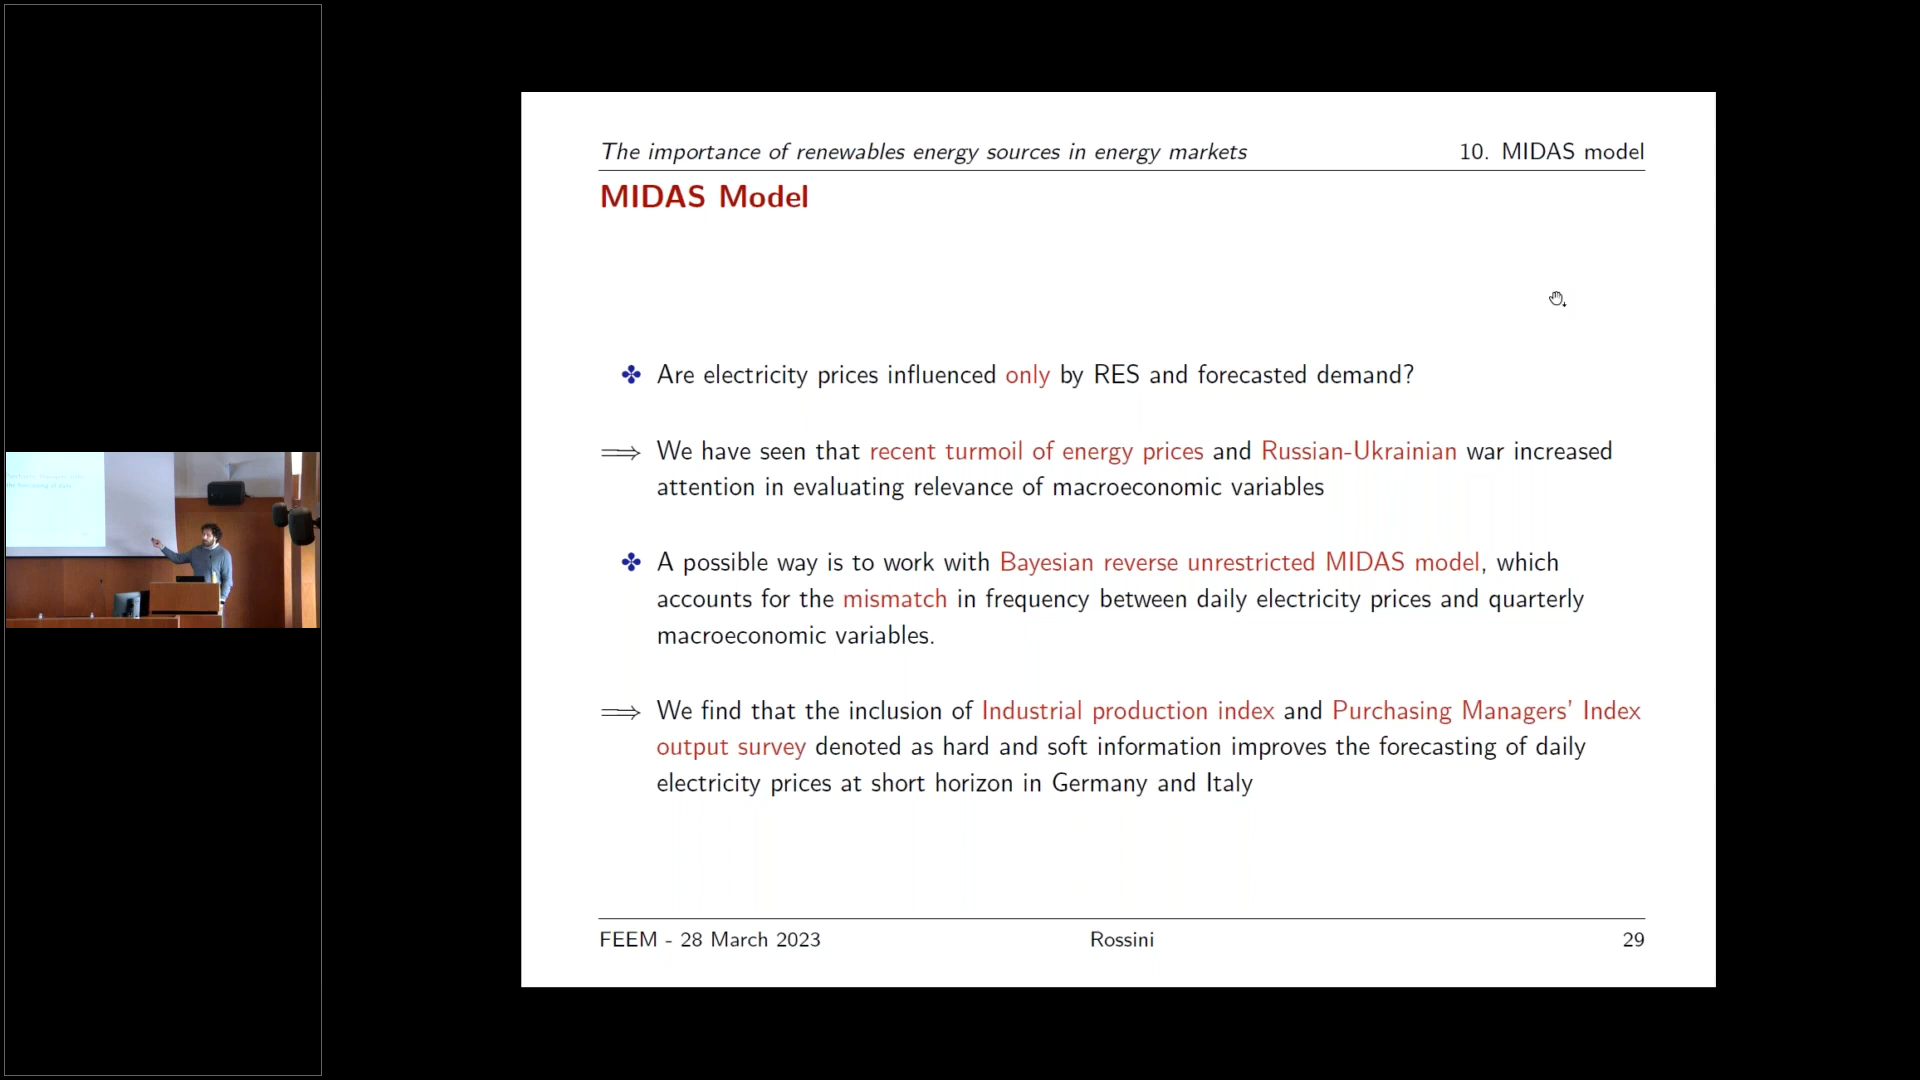 The importance of renewables energy sources in energy markets 10. MIDAS model
MIDAS Model
✤ Are electricity prices influenced only by RES and forecasted demand?
⟹ We have seen that recent turmoil of energy prices and Russian-Ukrainian war increased
attention in evaluating relevance of macroeconomic variables
✤ A possible way is to work with Bayesian reverse unrestricted MIDAS model, which
accounts for the mismatch in frequency between daily electricity prices and quarterly
macroeconomic variables.
⟹ We find that the inclusion of Industrial production index and Purchasing Managers' Index
output survey denoted as hard and soft information improves the forecasting of daily
electricity prices at short horizon in Germany and Italy
FEEM - 28 March 2023 Rossini 29